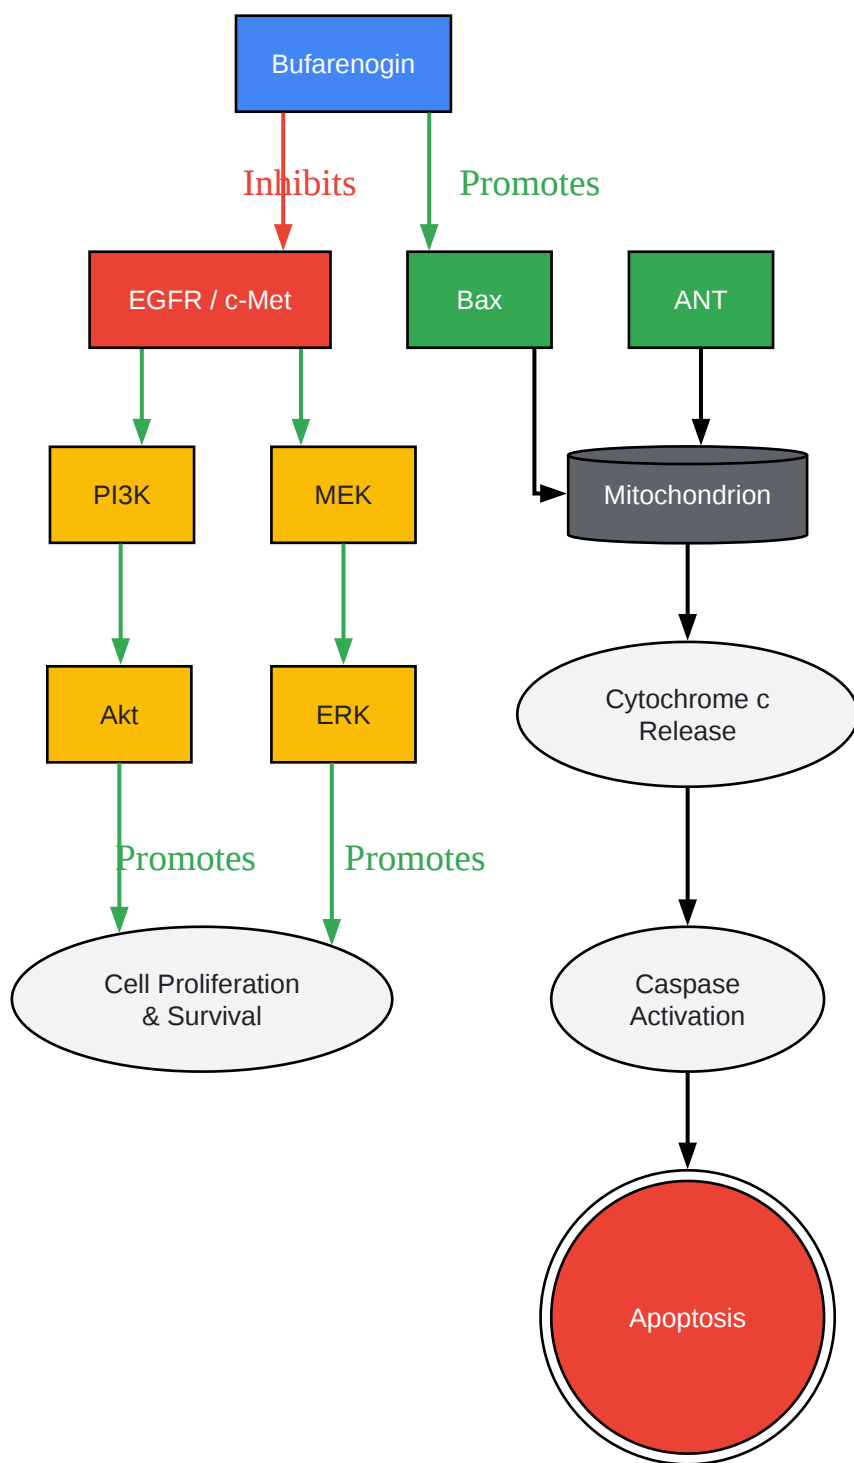 Bufarenogin
Inhibits
Promotes
EGFR / c-Met
Bax
ANT
PI3K
MEK
Mitochondrion
Akt
ERK
Cytochrome c
Release
Promotes
Promotes
Cell Proliferation
& Survival
Caspase
Activation
Apoptosis